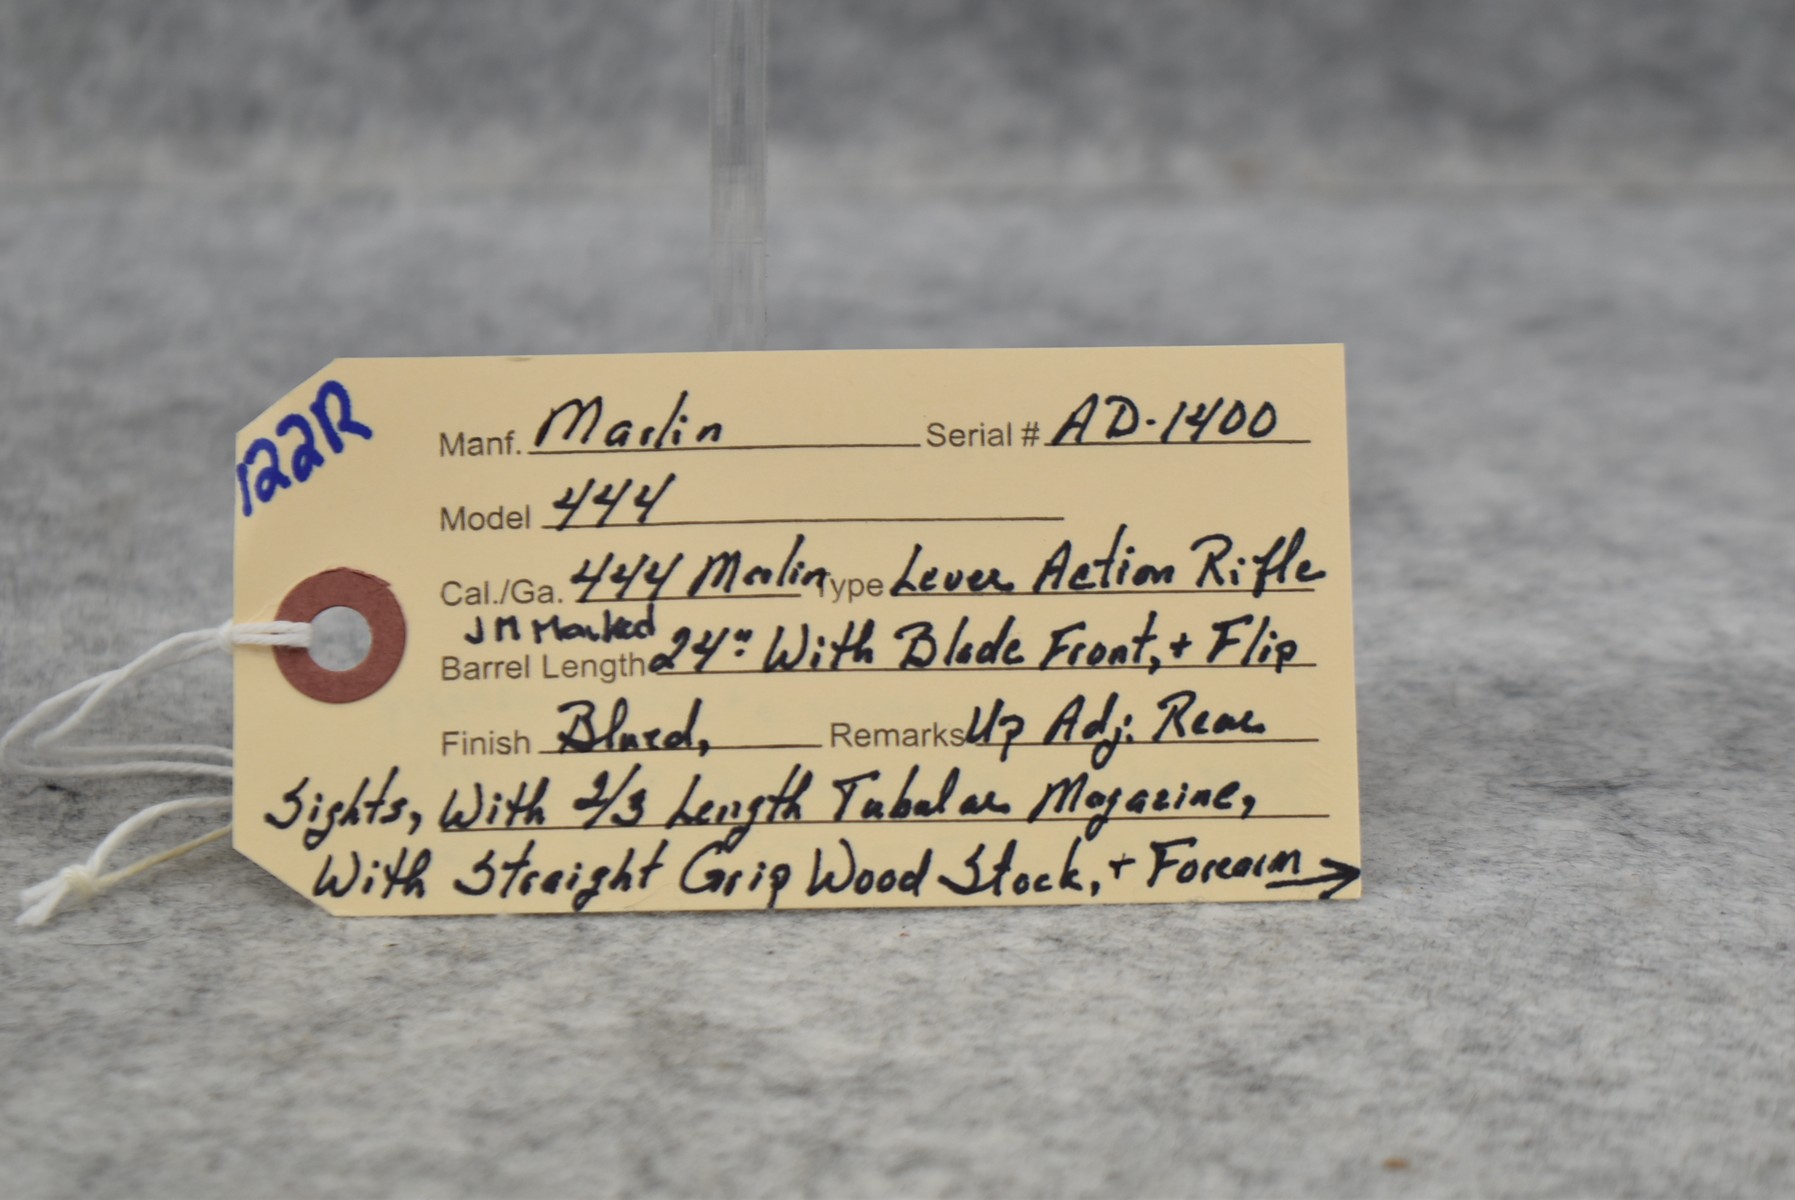 122R
Manf. Marlin Serial # AD-1400
Model 444
Cal./Ga. 444 Marlin Type Lever Action Rifle
JM Marked
Barrel Length 24" With Blade Front, + Flip
Finish Blued, Remarks Up Adj. Rear
Sights, With 2/3 Length Tubular Magazine,
With Straight Grip Wood Stock, + Forearm →